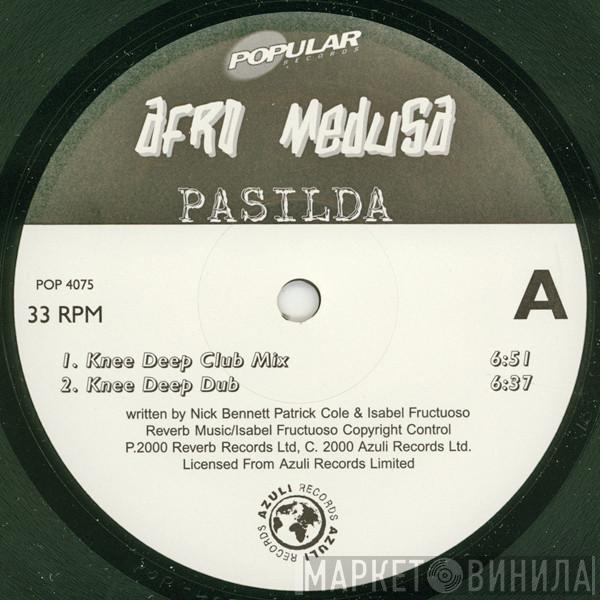 POPULAR
RECORDS
AFRO MEDUSA
PASILDA
POP 4075
33 RPM
A
1. Knee Deep Club Mix 6:51
2. Knee Deep Dub 6:37
written by Nick Bennett Patrick Cole & Isabel Fructuoso
Reverb Music/Isabel Fructuoso Copyright Control
P.2000 Reverb Records Ltd, C. 2000 Azuli Records Ltd.
Licensed From Azuli Records Limited
AZULI RECORDS AZULI RECORDS
МАРКЕТ ВИНИЛА